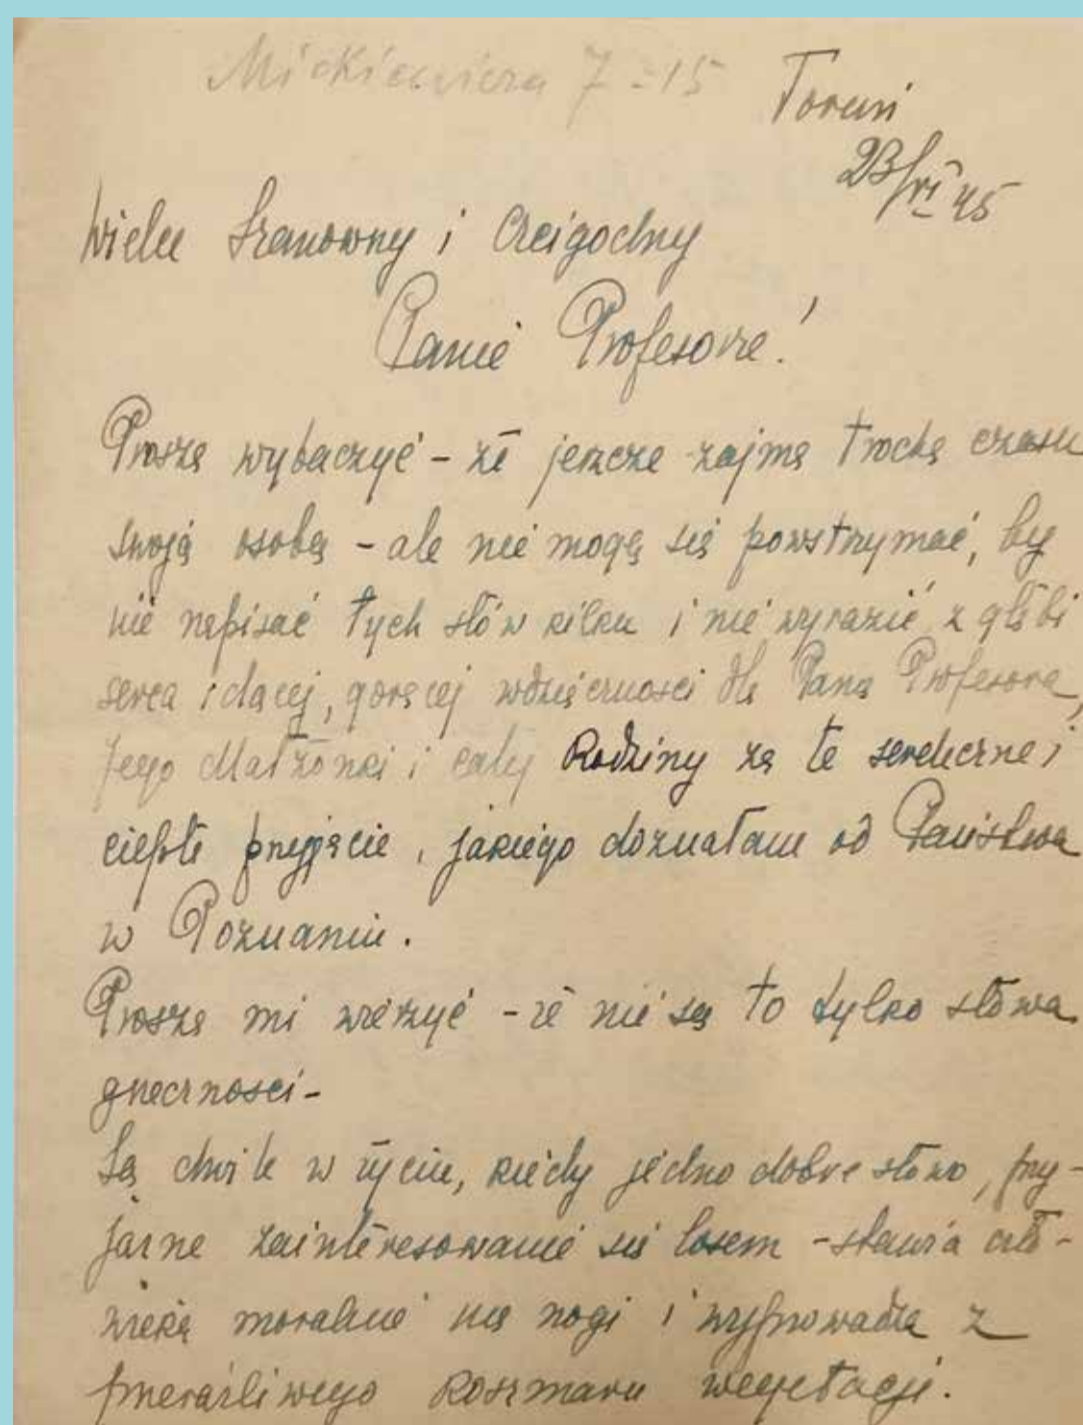 Mickiewicza 7-15
Toruń
23/VI 45
Wielce Szanowny i Czcigodny
Panie Profesorze!
Proszę wybaczyć - że jeszcze zajmę trochę czasu
swoją osobą - ale nie mogę się powstrzymać, by
nie napisać tych słów kilku i nie wyrazić z głębi
serca idącej, gorącej wdzięczności dla Pana Profesora,
Jego Małżonki i całej Rodziny za te serdeczne i
ciepłe przyjęcie, jakiego doznałam od Państwa
w Poznaniu.
Proszę mi wierzyć - że nie są to tylko słowa
grzeczności -
Są chwile w życiu, kiedy jedno dobre słowo, przy-
jazne zainteresowanie się losem - stawia czło-
wieka moralnie na nogi i wyprowadza z
przeraźliwego koszmaru wegetacji.